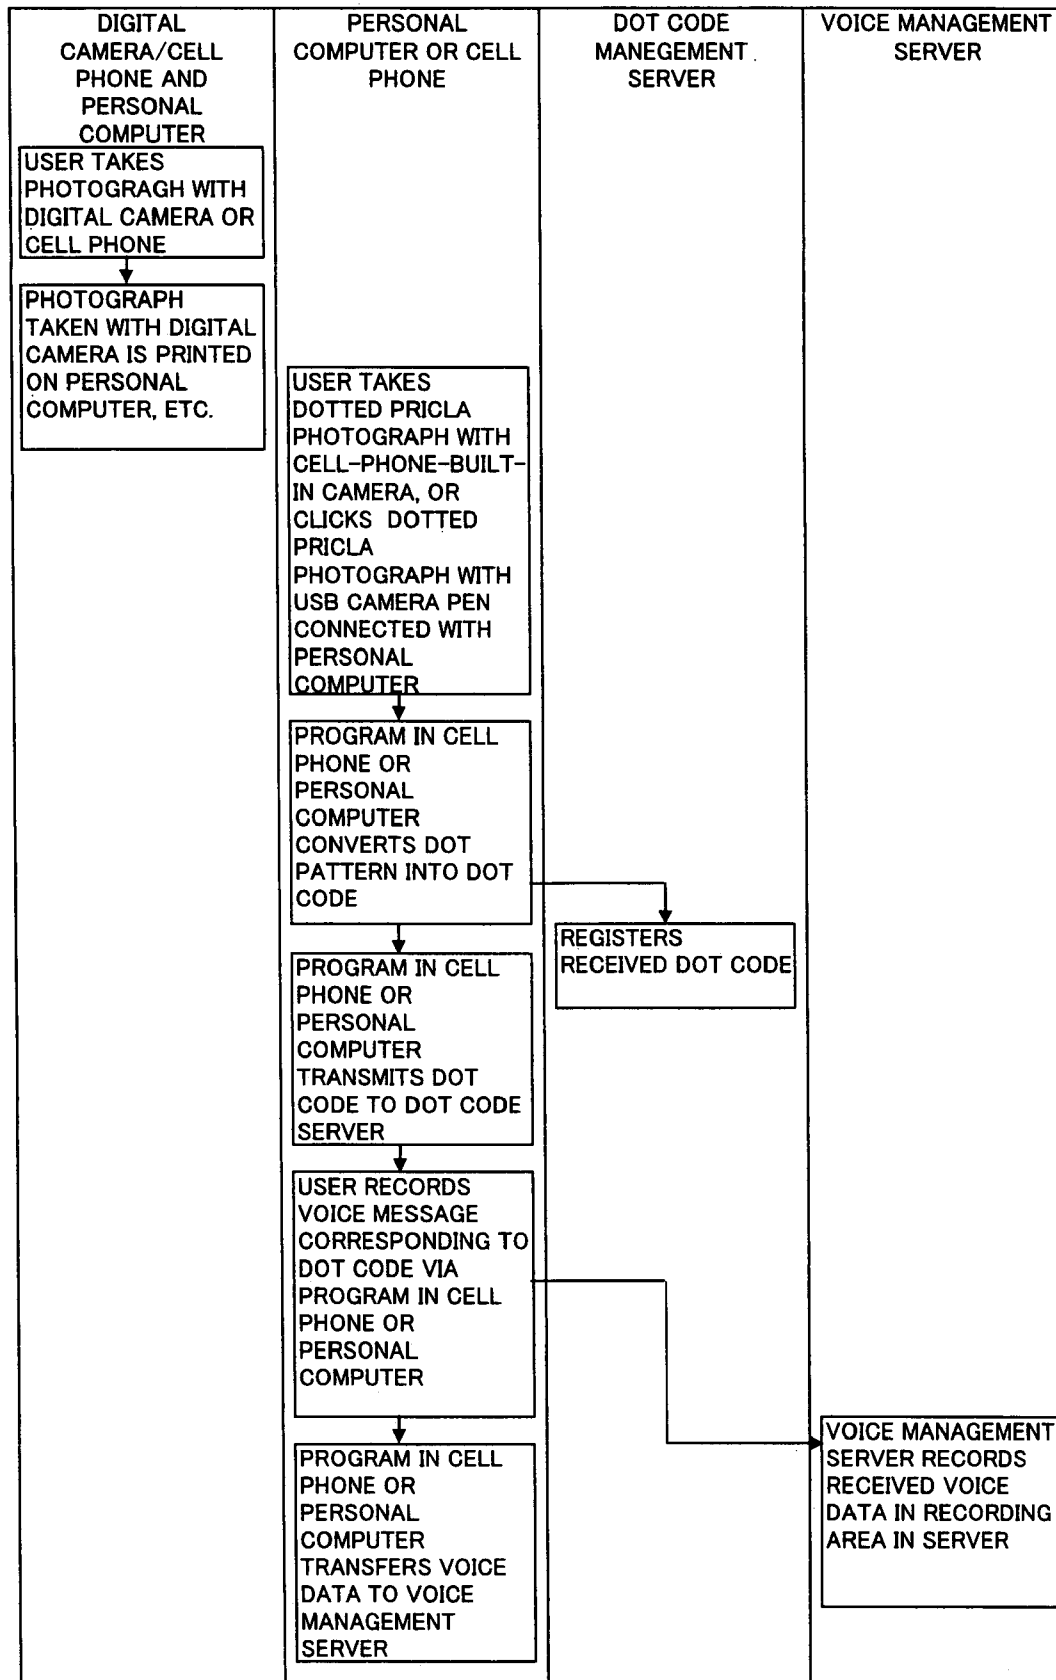 DIGITAL
CAMERA/CELL
PHONE AND
PERSONAL
COMPUTER
PERSONAL
COMPUTER OR CELL
PHONE
DOT CODE
MANEGEMENT
SERVER
VOICE MANAGEMENT
SERVER
USER TAKES
PHOTOGRAGH WITH
DIGITAL CAMERA OR
CELL PHONE
PHOTOGRAPH
TAKEN WITH DIGITAL
CAMERA IS PRINTED
ON PERSONAL
COMPUTER, ETC.
USER TAKES
DOTTED PRICLA
PHOTOGRAPH WITH
CELL-PHONE-BUILT-
IN CAMERA, OR
CLICKS DOTTED
PRICLA
PHOTOGRAPH WITH
USB CAMERA PEN
CONNECTED WITH
PERSONAL
COMPUTER
PROGRAM IN CELL
PHONE OR
PERSONAL
COMPUTER
CONVERTS DOT
PATTERN INTO DOT
CODE
REGISTERS
RECEIVED DOT CODE
PROGRAM IN CELL
PHONE OR
PERSONAL
COMPUTER
TRANSMITS DOT
CODE TO DOT CODE
SERVER
USER RECORDS
VOICE MESSAGE
CORRESPONDING TO
DOT CODE VIA
PROGRAM IN CELL
PHONE OR
PERSONAL
COMPUTER
VOICE MANAGEMENT
SERVER RECORDS
RECEIVED VOICE
DATA IN RECORDING
AREA IN SERVER
PROGRAM IN CELL
PHONE OR
PERSONAL
COMPUTER
TRANSFERS VOICE
DATA TO VOICE
MANAGEMENT
SERVER